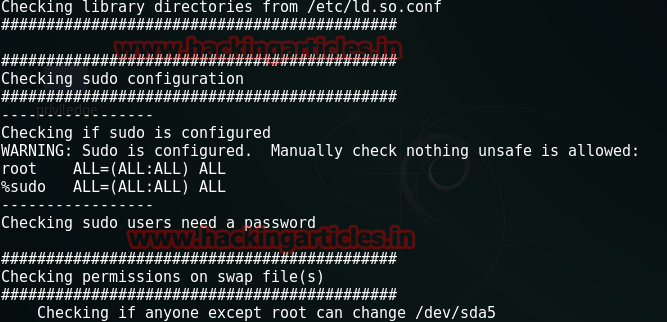 Checking library directories from /etc/ld.so.conf
############################################
www.hackingarticles.in
############################################
Checking sudo configuration
############################################
priviledge
-----------------
Checking if sudo is configured
WARNING: Sudo is configured.  Manually check nothing unsafe is allowed:
root    ALL=(ALL:ALL) ALL
%sudo   ALL=(ALL:ALL) ALL
-----------------
Checking sudo users need a password
www.hackingarticles.in
############################################
Checking permissions on swap file(s)
############################################
    Checking if anyone except root can change /dev/sda5